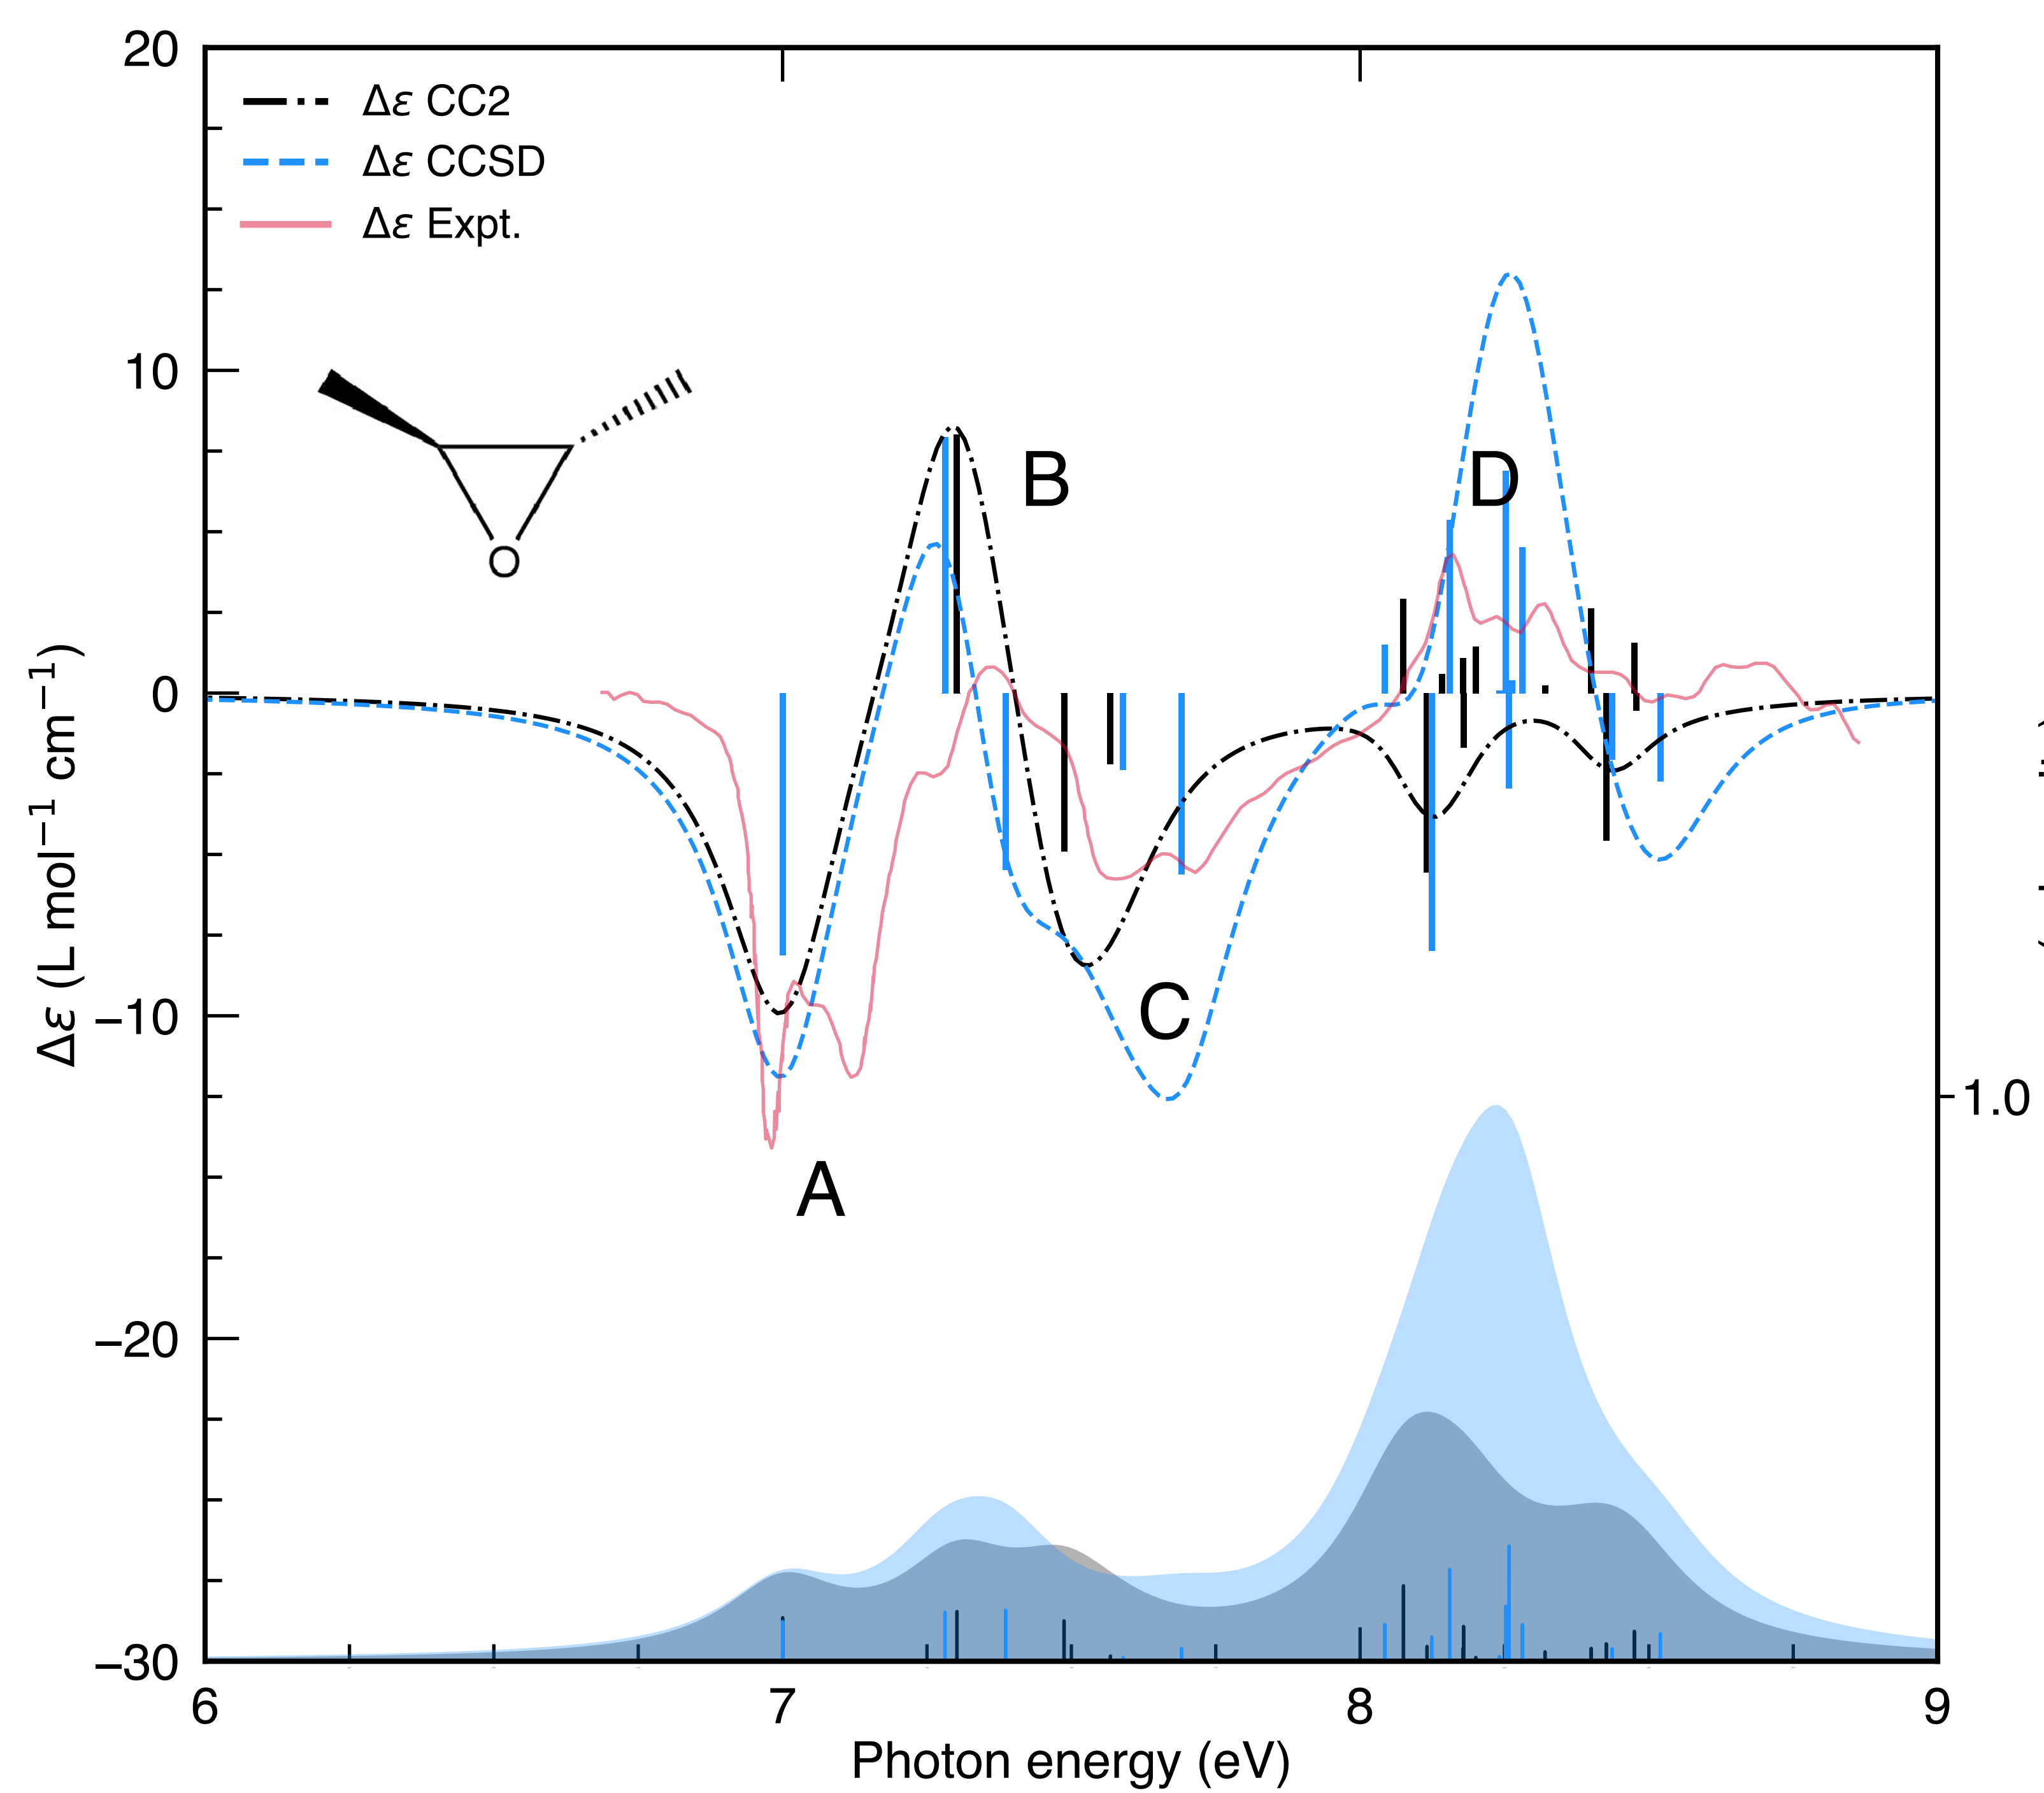 20
10
0
−10
−20
−30
Δε (L mol⁻¹ cm⁻¹)
Δε CC2
Δε CCSD
Δε Expt.
O
B
D
C
A
1.0
6
7
8
9
Photon energy (eV)